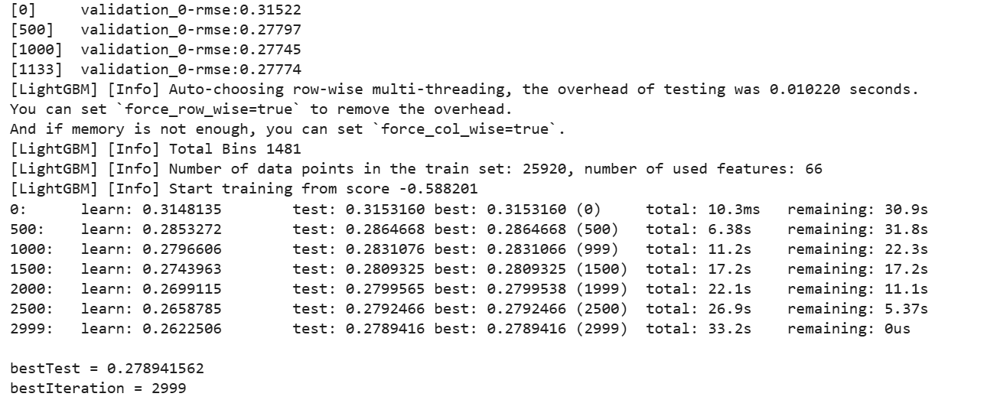 [0] validation_0-rmse:0.31522
[500] validation_0-rmse:0.27797
[1000] validation_0-rmse:0.27745
[1133] validation_0-rmse:0.27774
[LightGBM] [Info] Auto-choosing row-wise multi-threading, the overhead of testing was 0.010220 seconds.
You can set `force_row_wise=true` to remove the overhead.
And if memory is not enough, you can set `force_col_wise=true`.
[LightGBM] [Info] Total Bins 1481
[LightGBM] [Info] Number of data points in the train set: 25920, number of used features: 66
[LightGBM] [Info] Start training from score -0.588201
0: learn: 0.3148135 test: 0.3153160 best: 0.3153160 (0) total: 10.3ms remaining: 30.9s
500: learn: 0.2853272 test: 0.2864668 best: 0.2864668 (500) total: 6.38s remaining: 31.8s
1000: learn: 0.2796606 test: 0.2831076 best: 0.2831066 (999) total: 11.2s remaining: 22.3s
1500: learn: 0.2743963 test: 0.2809325 best: 0.2809325 (1500) total: 17.2s remaining: 17.2s
2000: learn: 0.2699115 test: 0.2799565 best: 0.2799538 (1999) total: 22.1s remaining: 11.1s
2500: learn: 0.2658785 test: 0.2792466 best: 0.2792466 (2500) total: 26.9s remaining: 5.37s
2999: learn: 0.2622506 test: 0.2789416 best: 0.2789416 (2999) total: 33.2s remaining: 0us
bestTest = 0.278941562
bestIteration = 2999